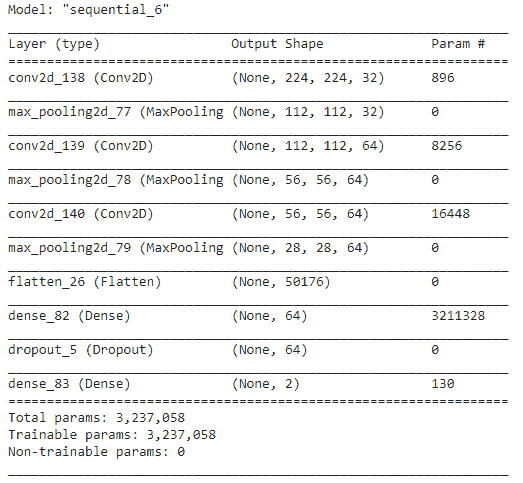 Model: "sequential_6"
Layer (type) Output Shape Param #
conv2d_138 (Conv2D) (None, 224, 224, 32) 896
max_pooling2d_77 (MaxPooling (None, 112, 112, 32) 0
conv2d_139 (Conv2D) (None, 112, 112, 64) 8256
max_pooling2d_78 (MaxPooling (None, 56, 56, 64) 0
conv2d_140 (Conv2D) (None, 56, 56, 64) 16448
max_pooling2d_79 (MaxPooling (None, 28, 28, 64) 0
flatten_26 (Flatten) (None, 50176) 0
dense_82 (Dense) (None, 64) 3211328
dropout_5 (Dropout) (None, 64) 0
dense_83 (Dense) (None, 2) 130
Total params: 3,237,058
Trainable params: 3,237,058
Non-trainable params: 0